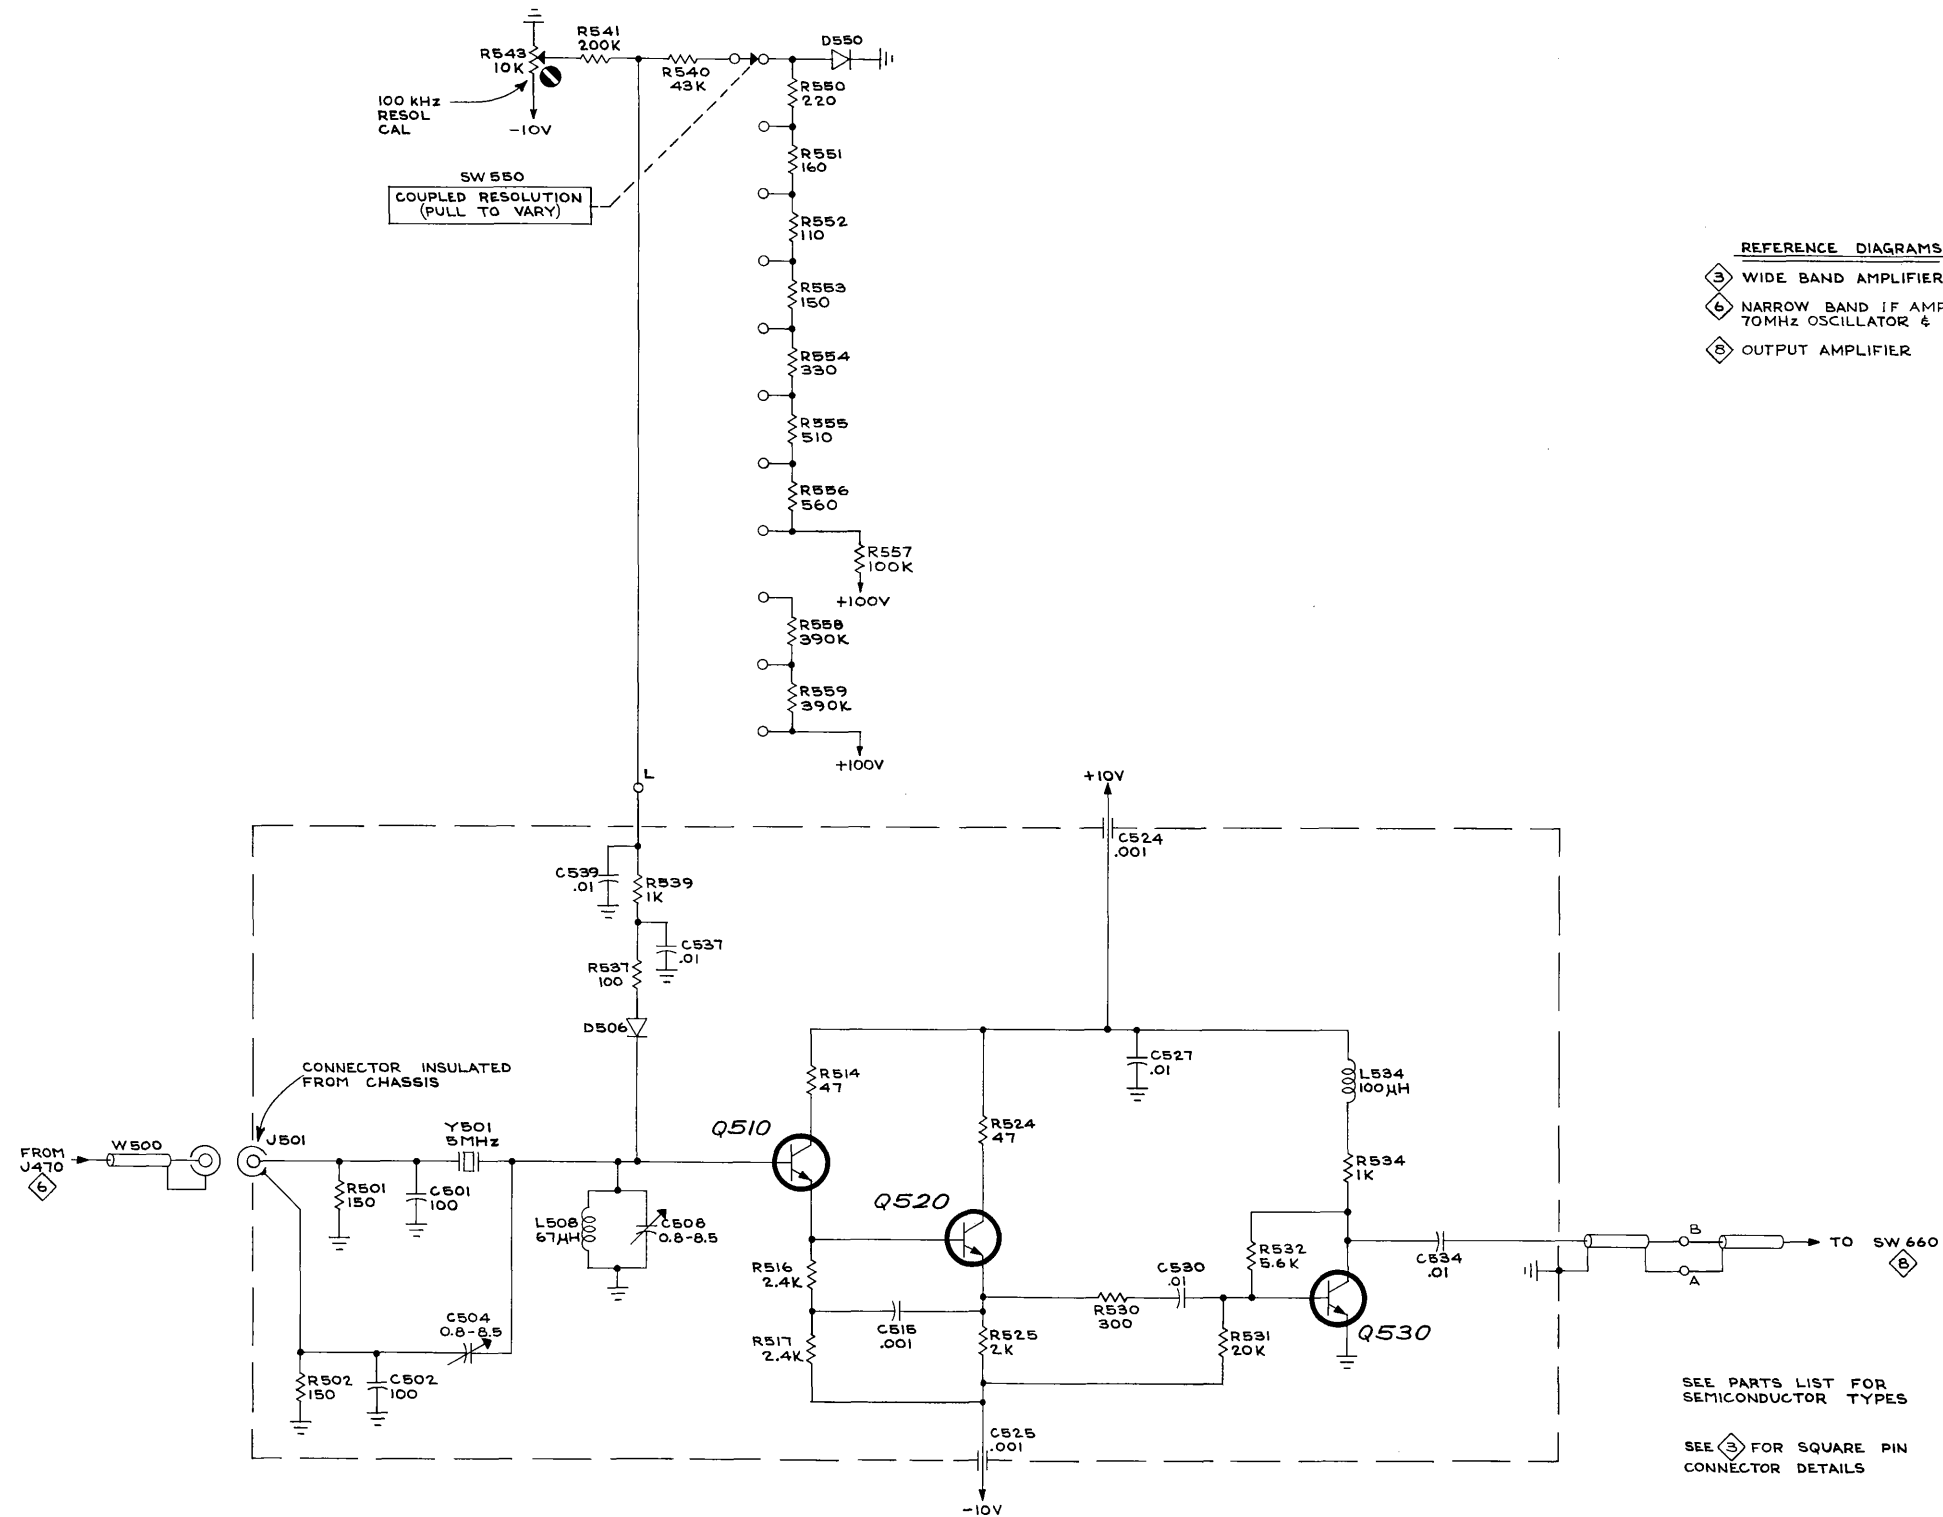 R541
200K
D550
R543
10K
R540
43K
R550
220
100 KHz
RESOL
CAL
-10V
R551
160
SW 550
COUPLED RESOLUTION
(PULL TO VARY)
R552
110
REFERENCE DIAGRAMS
3 WIDE BAND AMPLIFIER
6 NARROW BAND IF AMP
70MHz OSCILLATOR &
8 OUTPUT AMPLIFIER
R553
150
R554
330
R555
510
R556
560
R557
100K
+100V
R558
390K
R559
390K
+100V
L
+10V
C524
.001
C539
.01
R539
1K
C537
.01
R537
100
D506
CONNECTOR INSULATED
FROM CHASSIS
R514
47
C527
.01
L534
100µH
Q510
R524
47
FROM
J470
6
W500
J501
Y501
5MHz
R534
1K
R501
150
C501
100
L508
67µH
C508
0.8-8.5
Q520
R516
2.4K
R532
5.6K
C534
.01
B
A
TO SW 660
8
C530
.01
R530
300
C504
0.8-8.5
R517
2.4K
C515
.001
R525
2K
R531
20K
Q530
R502
150
C502
100
SEE PARTS LIST FOR
SEMICONDUCTOR TYPES
C525
.001
SEE 3 FOR SQUARE PIN
CONNECTOR DETAILS
-10V